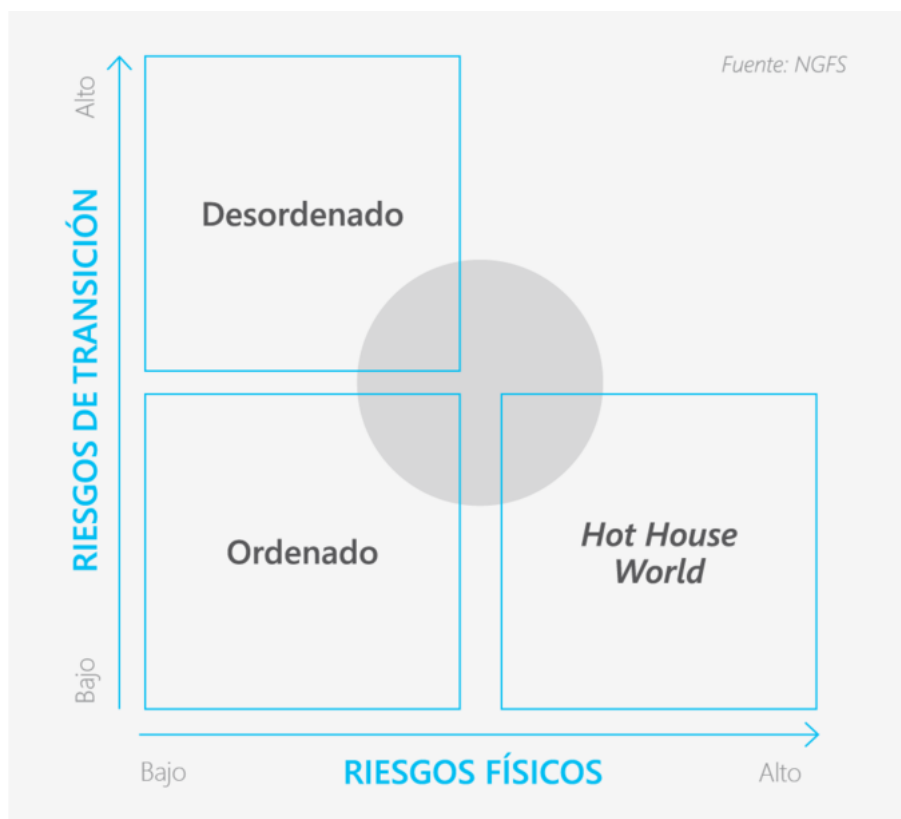 Fuente: NGFS
Alto
RIESGOS DE TRANSICIÓN
Bajo
Desordenado
Ordenado
Hot House
World
Bajo
RIESGOS FÍSICOS
Alto